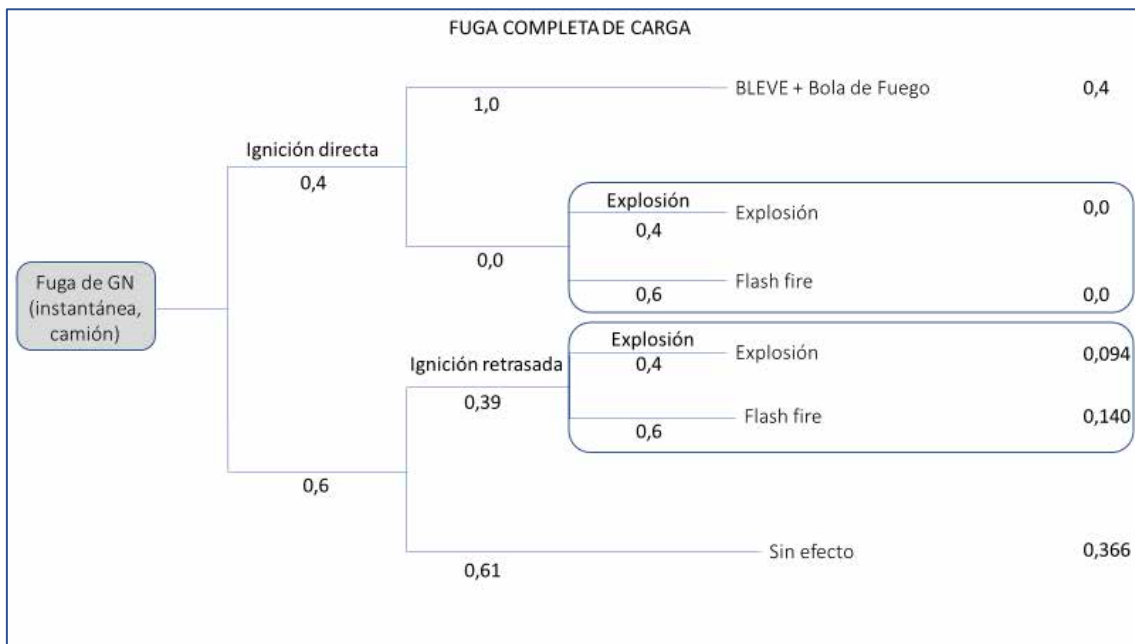 FUGA COMPLETA DE CARGA
BLEVE + Bola de Fuego
0,4
1,0
Ignición directa
0,4
Explosión
Explosión
0,0
0,4
0,0
Flash fire
0,6
0,0
Fuga de GN
(instantánea,
camión)
Explosión
Explosión
0,094
Ignición retrasada
0,4
0,39
Flash fire
0,140
0,6
0,6
Sin efecto
0,366
0,61